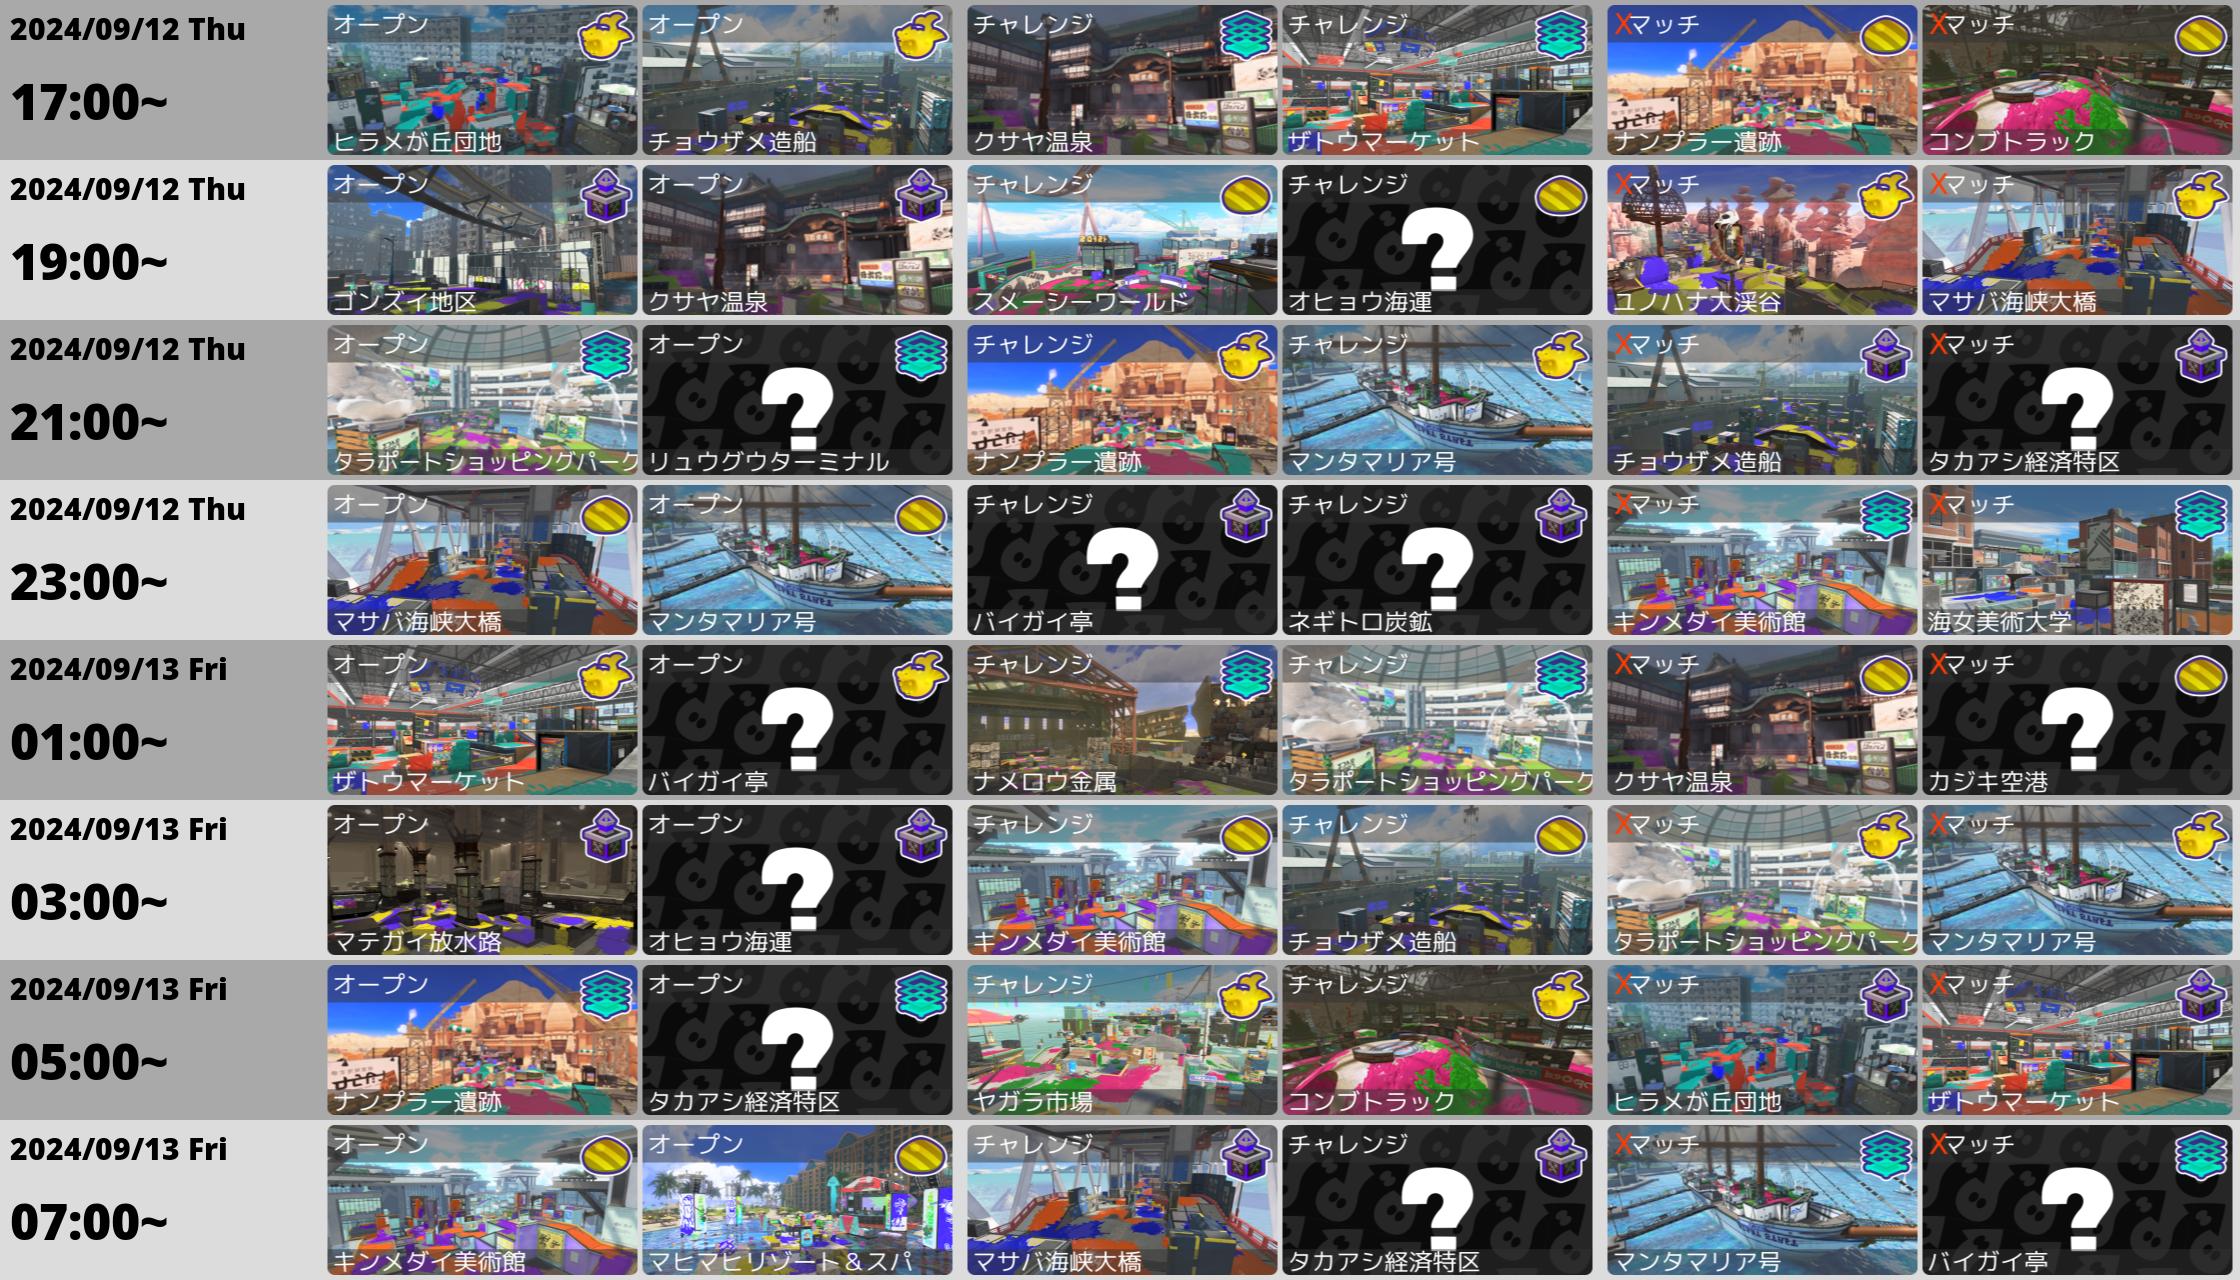 2024/09/12 Thu
17:00~
オープン
ヒラメが丘団地
オープン
チョウザメ造船
チャレンジ
クサヤ温泉
チャレンジ
ザトウマーケット
Xマッチ
ナンプラー遺跡
Xマッチ
コンブトラック
2024/09/12 Thu
19:00~
オープン
ゴンズイ地区
オープン
クサヤ温泉
チャレンジ
スメーシーワールド
チャレンジ
?
オヒョウ海運
Xマッチ
ユノハナ大渓谷
Xマッチ
マサバ海峡大橋
2024/09/12 Thu
21:00~
オープン
タラポートショッピングパーク
オープン
?
リュウグウターミナル
チャレンジ
ナンプラー遺跡
チャレンジ
マンタマリア号
Xマッチ
チョウザメ造船
Xマッチ
?
タカアシ経済特区
2024/09/12 Thu
23:00~
オープン
マサバ海峡大橋
オープン
マンタマリア号
チャレンジ
?
バイガイ亭
チャレンジ
?
ネギトロ炭鉱
Xマッチ
キンメダイ美術館
Xマッチ
海女美術大学
2024/09/13 Fri
01:00~
オープン
ザトウマーケット
オープン
?
バイガイ亭
チャレンジ
ナメロウ金属
チャレンジ
タラポートショッピングパーク
Xマッチ
クサヤ温泉
Xマッチ
?
カジキ空港
2024/09/13 Fri
03:00~
オープン
マテガイ放水路
オープン
?
オヒョウ海運
チャレンジ
キンメダイ美術館
チャレンジ
チョウザメ造船
Xマッチ
タラポートショッピングパーク
Xマッチ
マンタマリア号
2024/09/13 Fri
05:00~
オープン
ナンプラー遺跡
オープン
?
タカアシ経済特区
チャレンジ
ヤガラ市場
チャレンジ
コンブトラック
Xマッチ
ヒラメが丘団地
Xマッチ
ザトウマーケット
2024/09/13 Fri
07:00~
オープン
キンメダイ美術館
オープン
マヒマヒリゾート＆スパ
チャレンジ
マサバ海峡大橋
チャレンジ
?
タカアシ経済特区
Xマッチ
マンタマリア号
Xマッチ
?
バイガイ亭